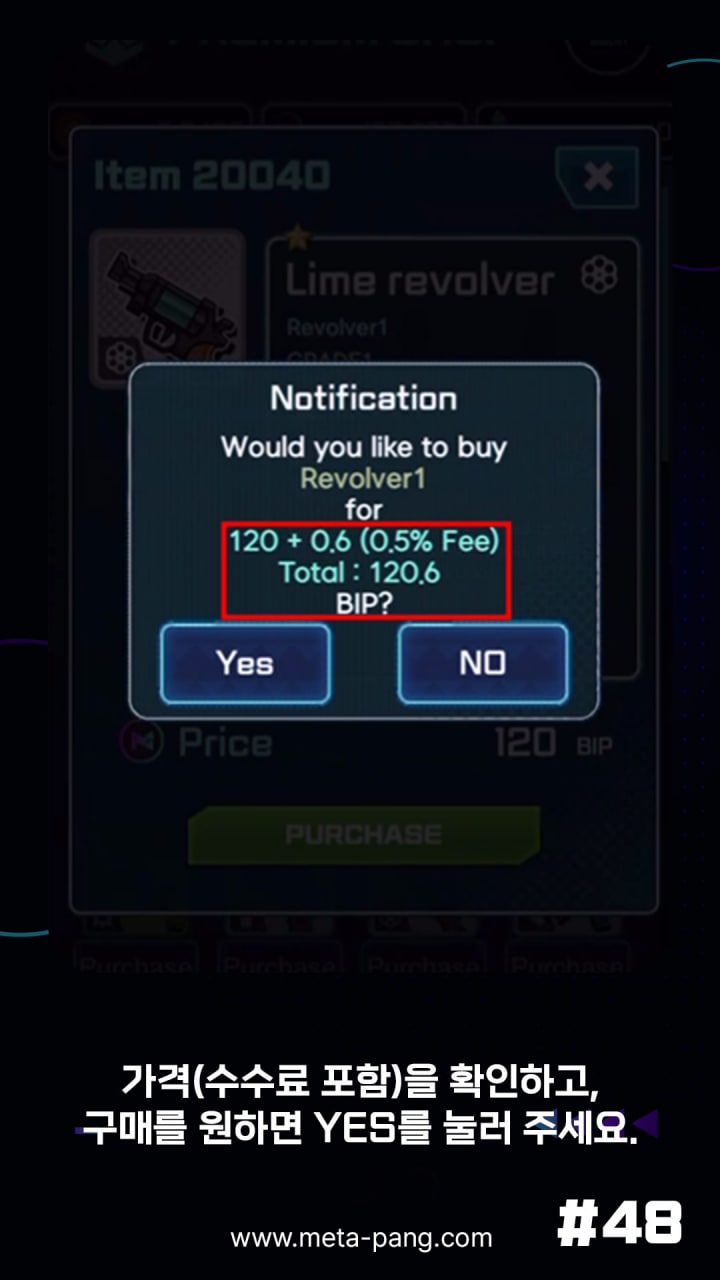 Item 20040
Lime revolver
Revolver1
GRADE1
Notification
Would you like to buy
Revolver1
for
120 + 0.6 (0.5% Fee)
Total : 120.6
BIP?
Yes
NO
Price
120 BIP
PURCHASE
Purchase Purchase Purchase Purchase
가격(수수료 포함)을 확인하고,
구매를 원하면 YES를 눌러 주세요.
#48
www.meta-pang.com